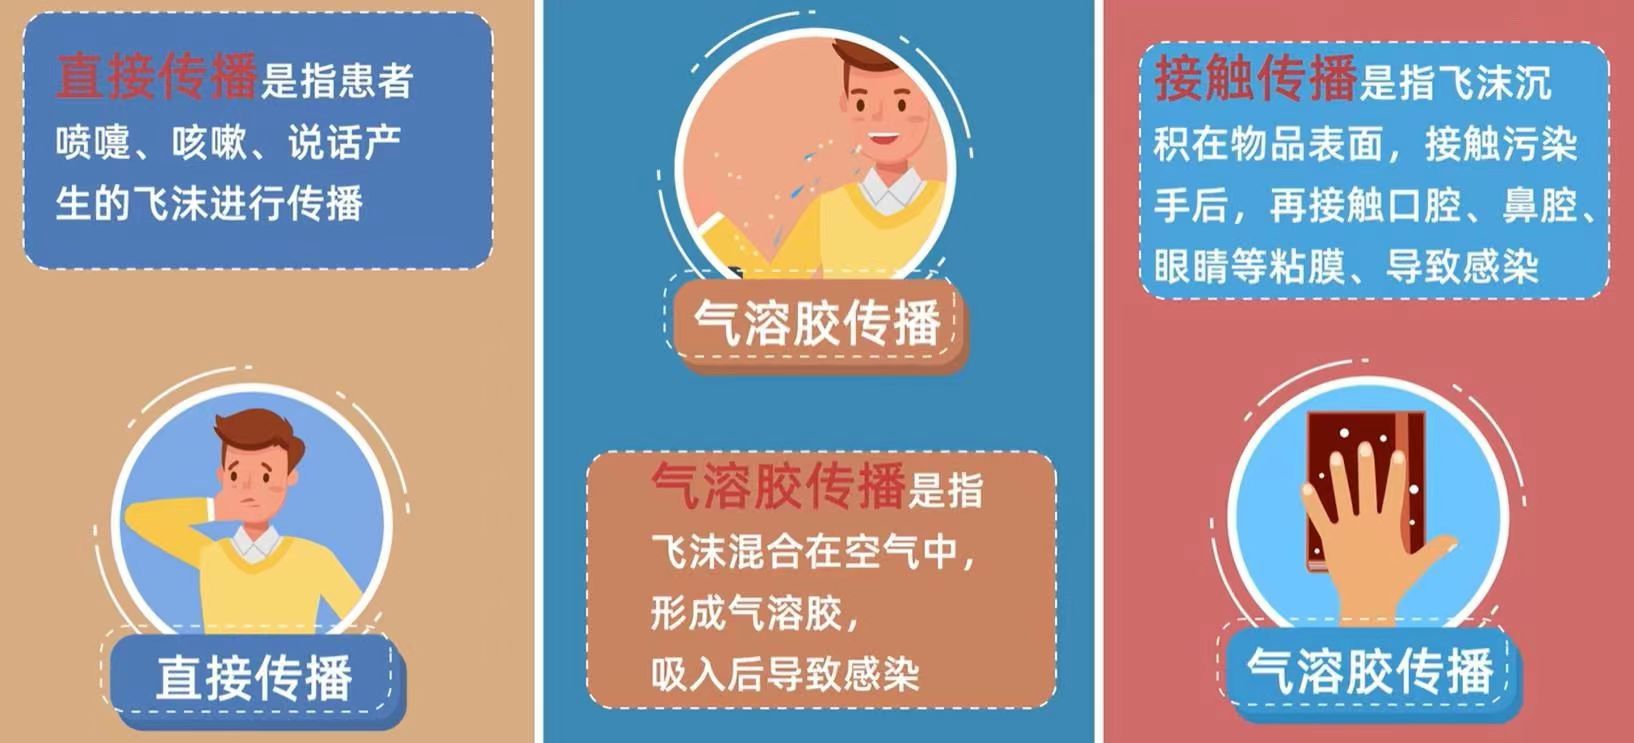 直接传播是指患者
喷嚏、咳嗽、说话产
生的飞沫进行传播
直接传播
气溶胶传播
气溶胶传播是指
飞沫混合在空气中，
形成气溶胶，
吸入后导致感染
接触传播是指飞沫沉
积在物品表面，接触污染
手后，再接触口腔、鼻腔、
眼睛等粘膜、导致感染
气溶胶传播